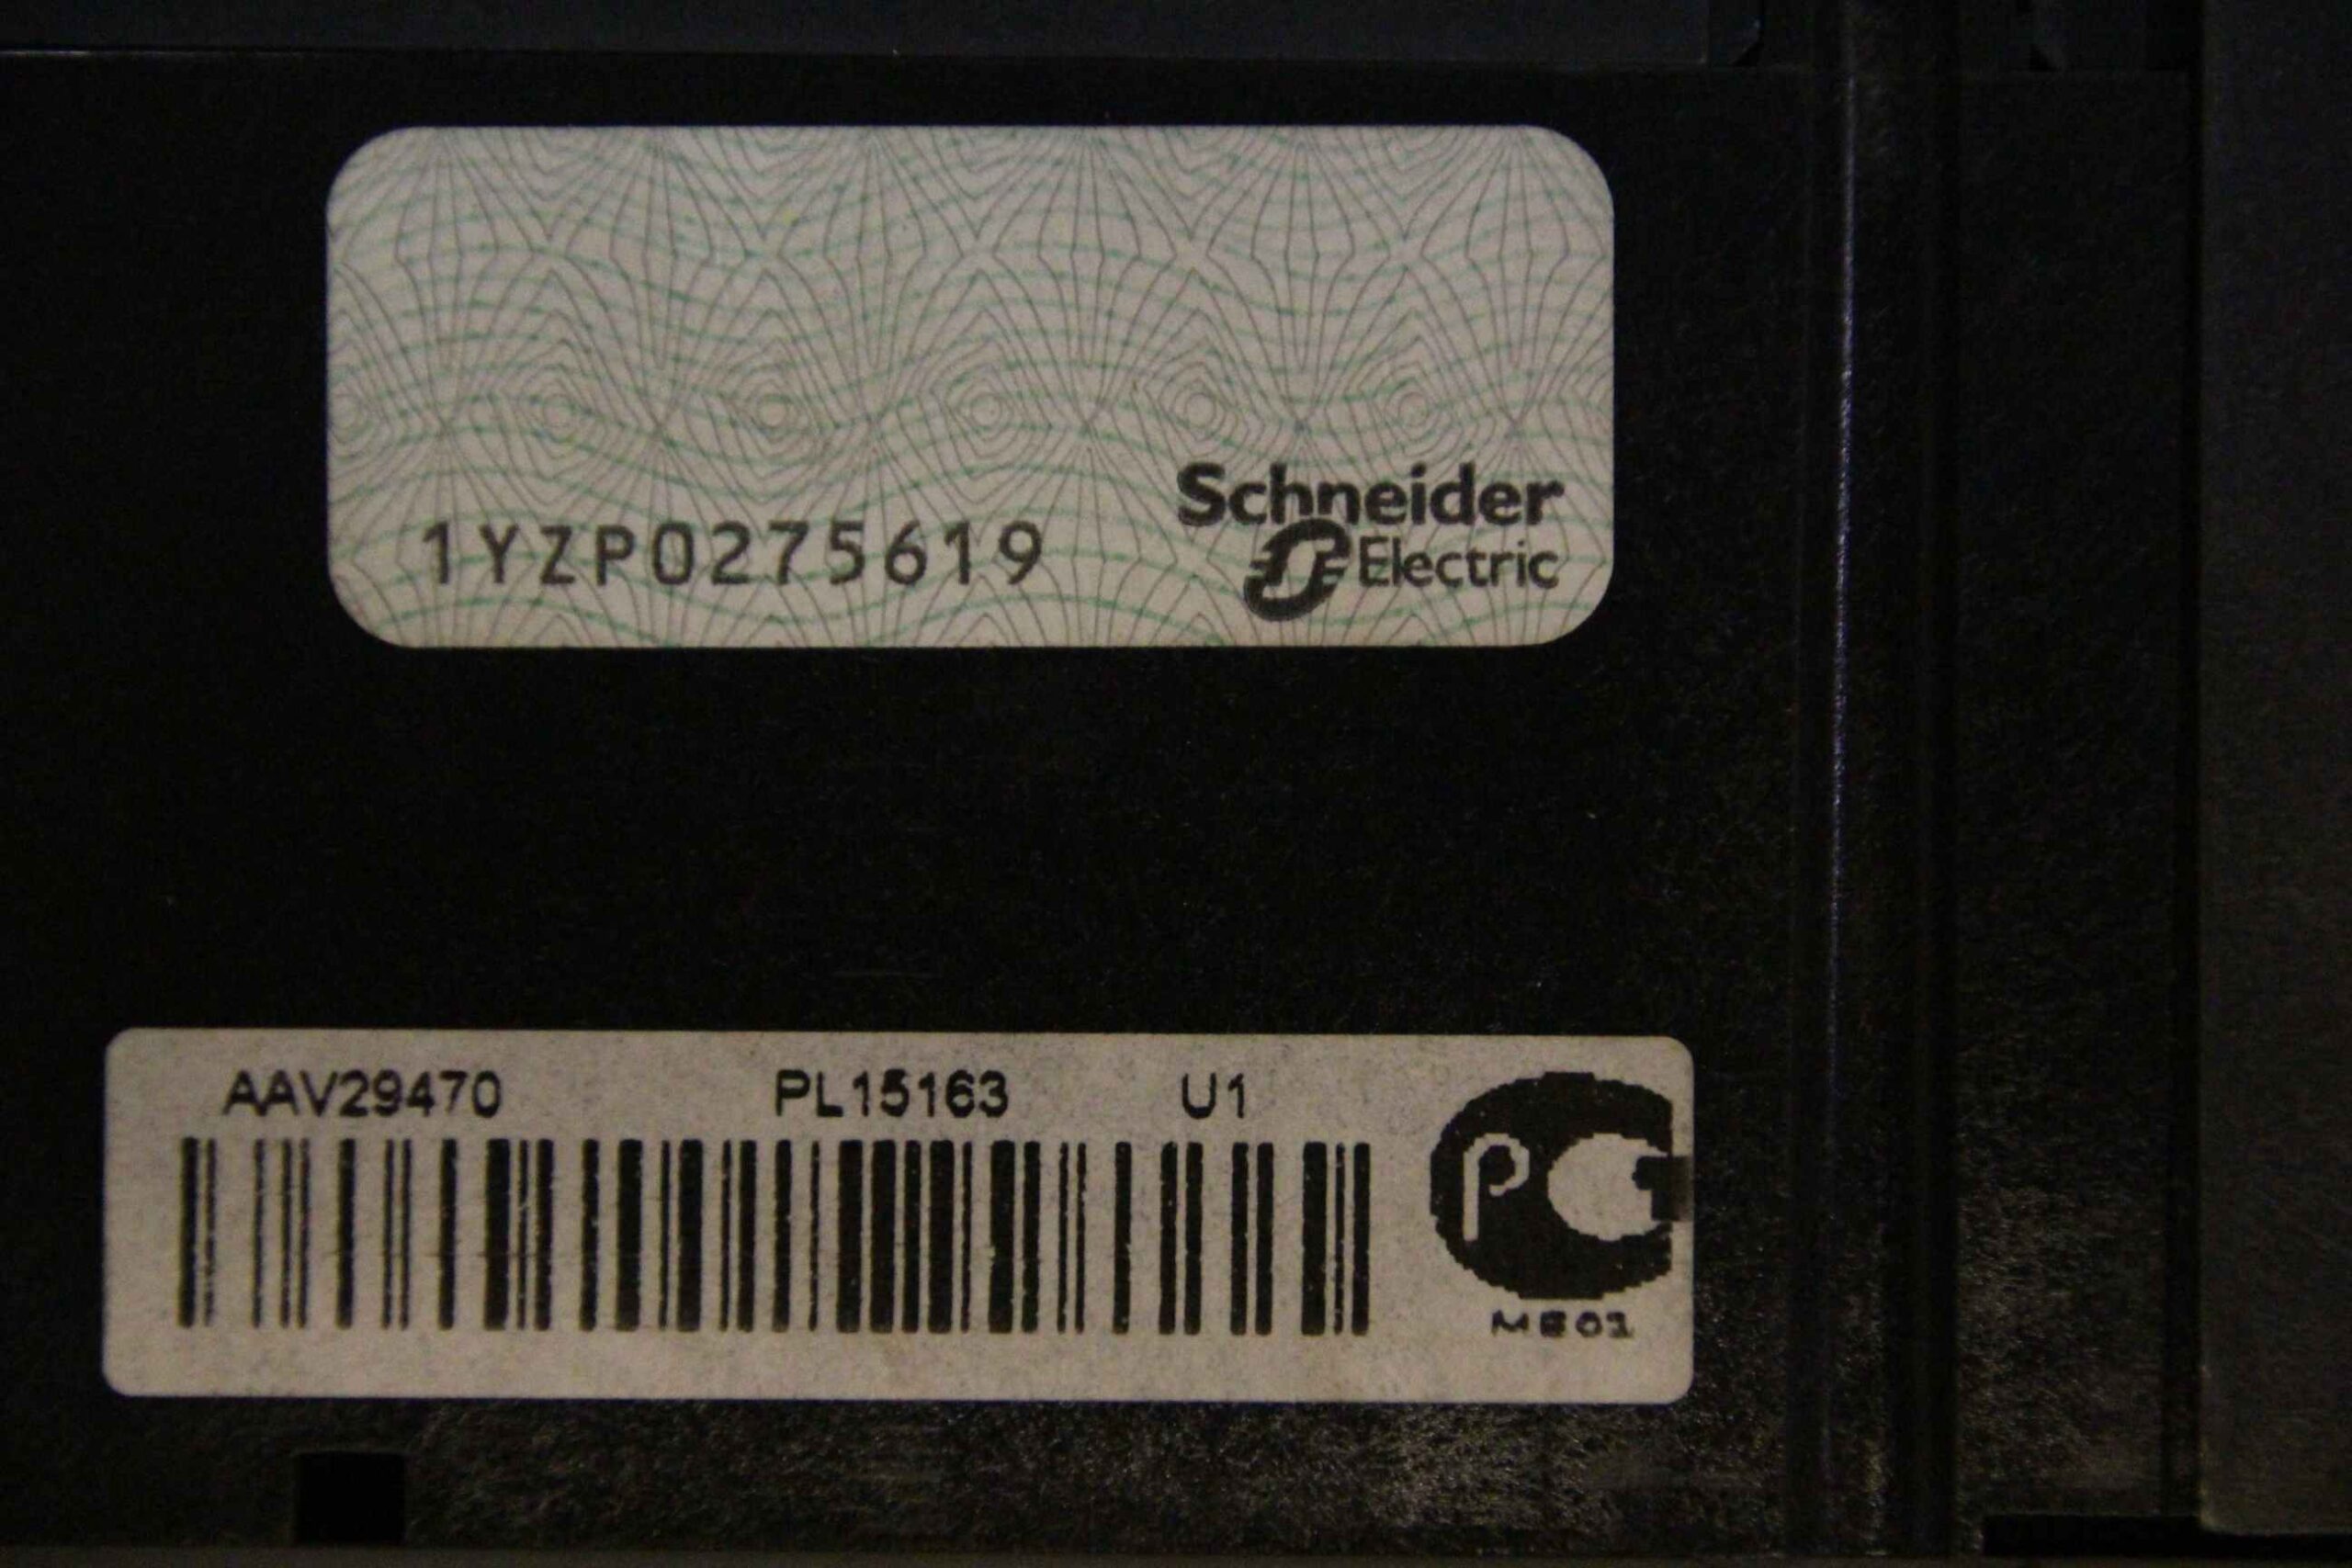 Schneider
1YZP0275619 Electric
AAV29470 PL15163 U1
PC
ME01